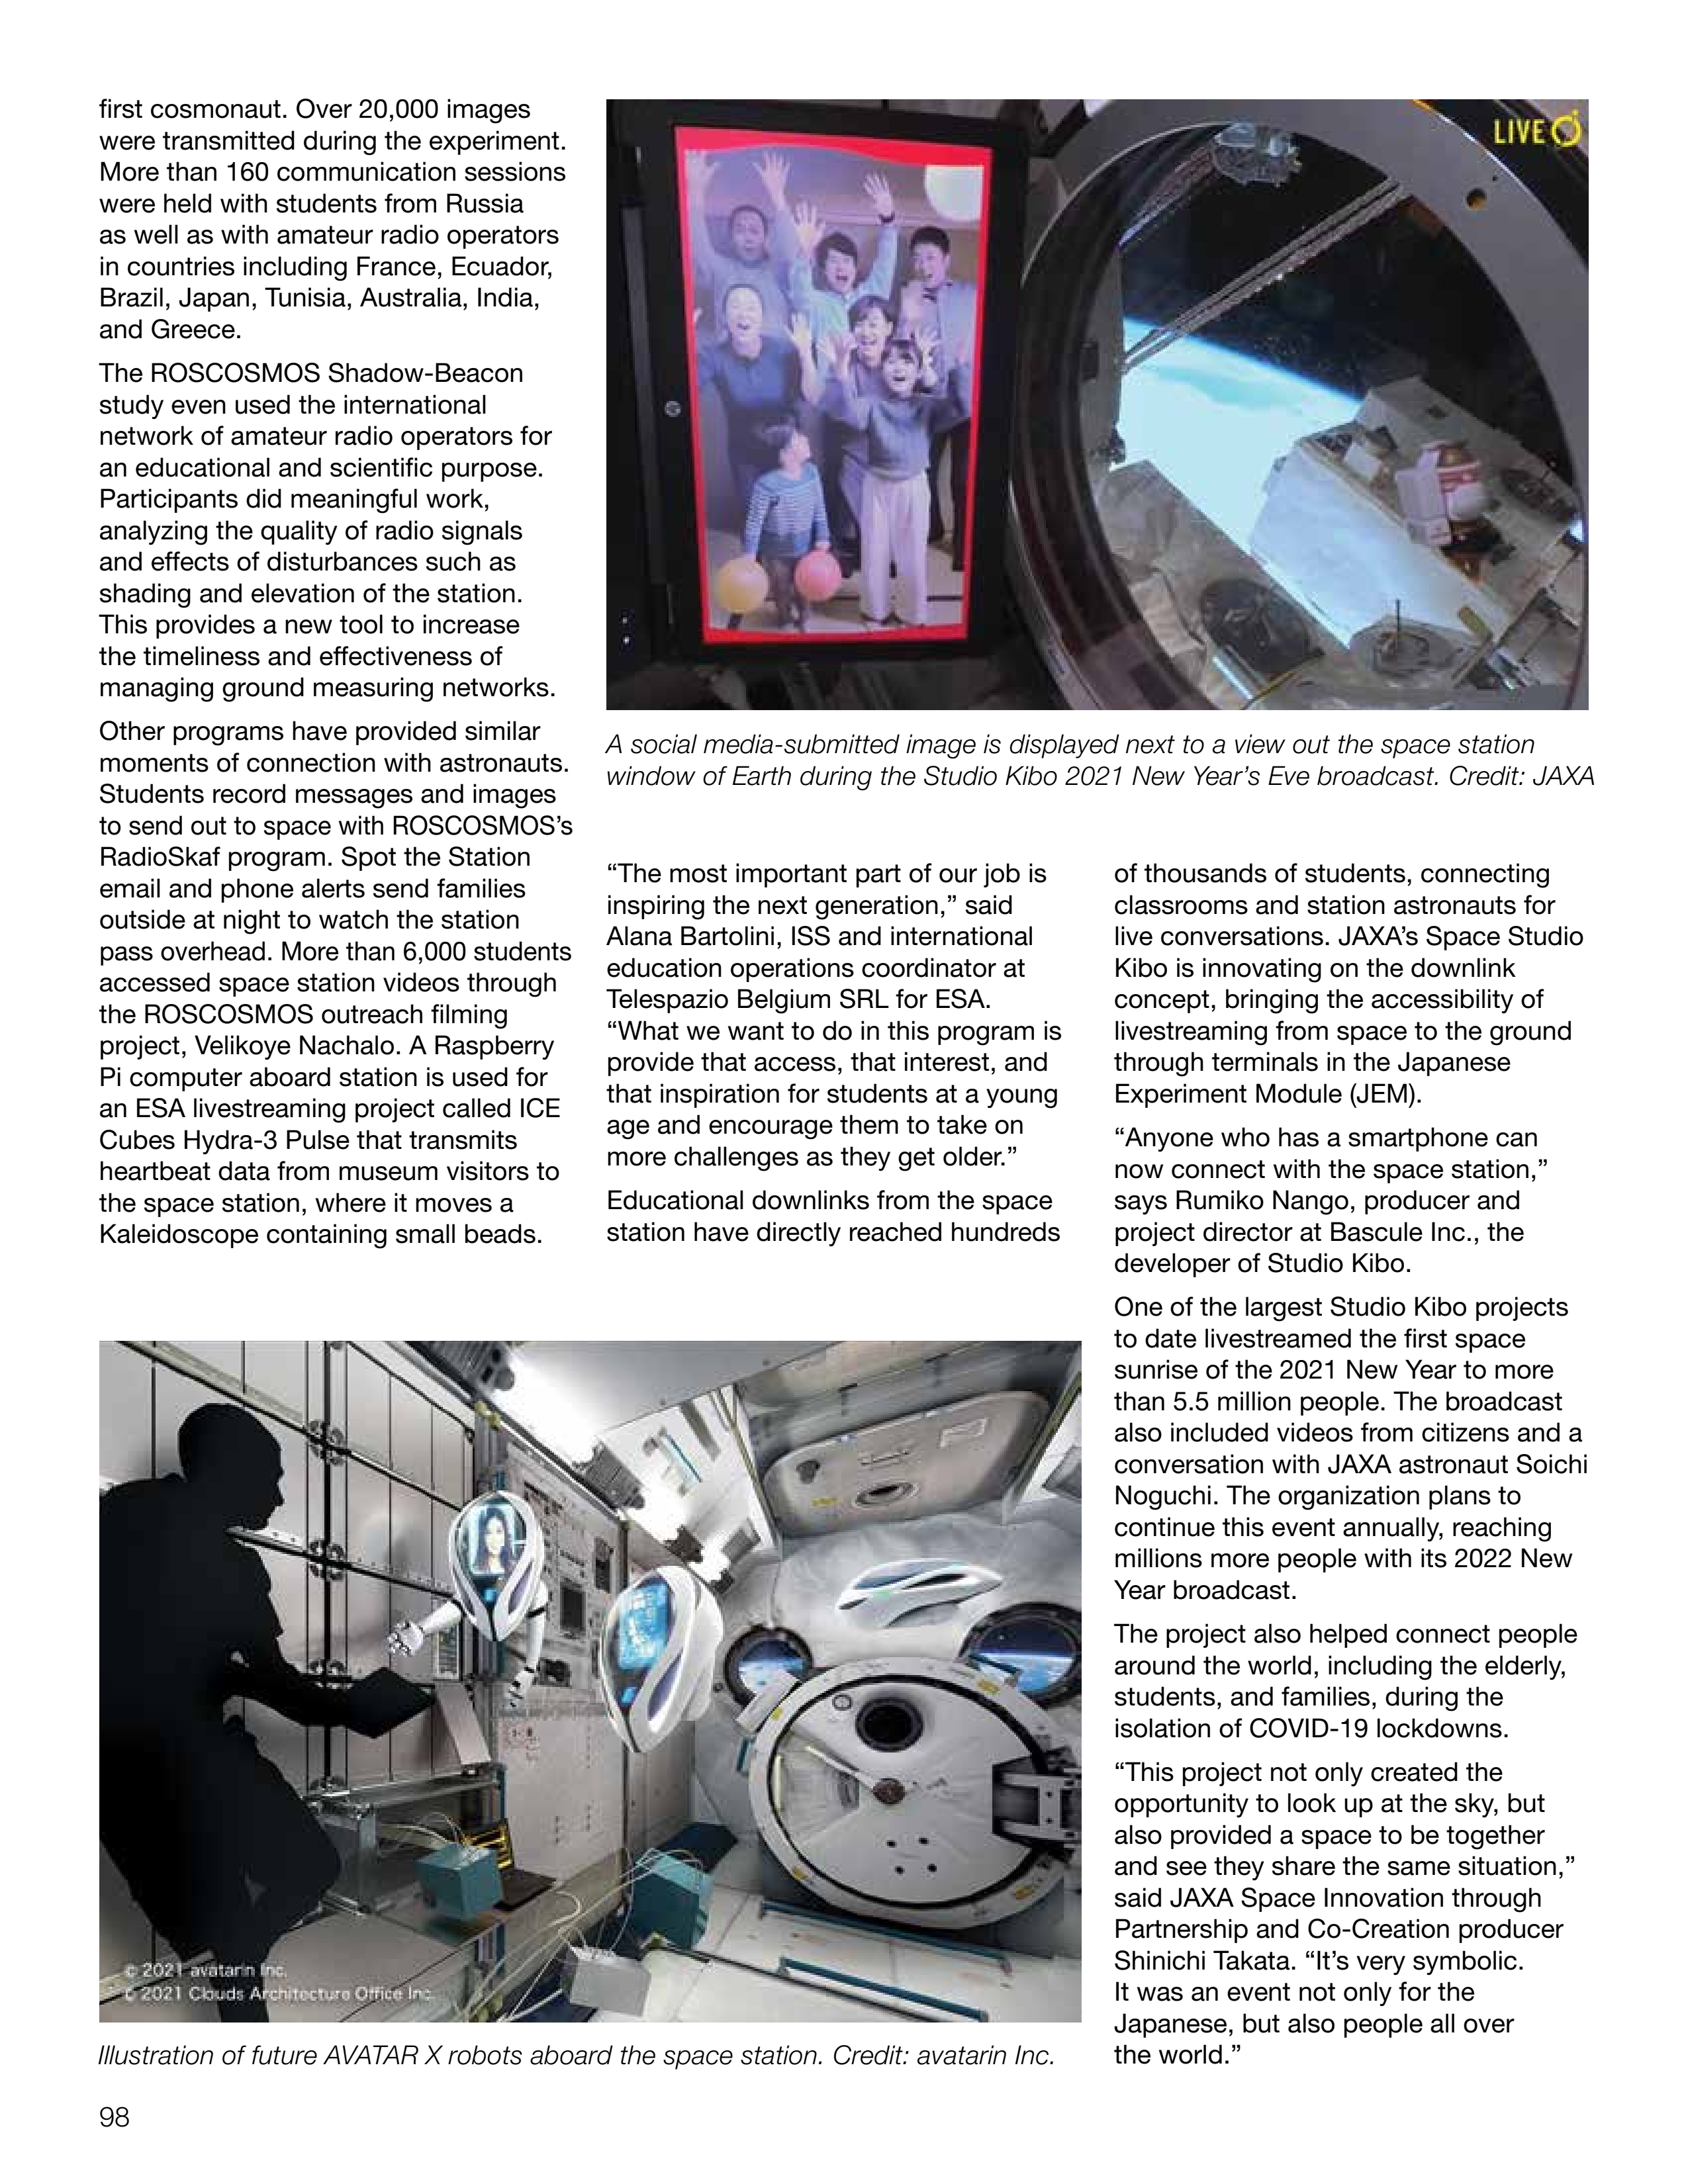 first cosmonaut. Over 20,000 images
were transmitted during the experiment.
More than 160 communication sessions
were held with students from Russia
as well as with amateur radio operators
in countries including France, Ecuador,
Brazil, Japan, Tunisia, Australia, India,
and Greece.
The ROSCOSMOS Shadow-Beacon
study even used the international
network of amateur radio operators for
an educational and scientific purpose.
Participants did meaningful work,
analyzing the quality of radio signals
and effects of disturbances such as
shading and elevation of the station.
This provides a new tool to increase
the timeliness and effectiveness of
managing ground measuring networks.
Other programs have provided similar
moments of connection with astronauts.
Students record messages and images
to send out to space with ROSCOSMOS’s
RadioSkaf program. Spot the Station
email and phone alerts send families
outside at night to watch the station
pass overhead. More than 6,000 students
accessed space station videos through
the ROSCOSMOS outreach filming
project, Velikoye Nachalo. A Raspberry
Pi computer aboard station is used for
an ESA livestreaming project called ICE
Cubes Hydra-3 Pulse that transmits
heartbeat data from museum visitors to
the space station, where it moves a
Kaleidoscope containing small beads.
LIVE
A social media-submitted image is displayed next to a view out the space station
window of Earth during the Studio Kibo 2021 New Year’s Eve broadcast. Credit: JAXA
“The most important part of our job is
inspiring the next generation,” said
Alana Bartolini, ISS and international
education operations coordinator at
Telespazio Belgium SRL for ESA.
“What we want to do in this program is
provide that access, that interest, and
that inspiration for students at a young
age and encourage them to take on
more challenges as they get older.”
Educational downlinks from the space
station have directly reached hundreds
of thousands of students, connecting
classrooms and station astronauts for
live conversations. JAXA’s Space Studio
Kibo is innovating on the downlink
concept, bringing the accessibility of
livestreaming from space to the ground
through terminals in the Japanese
Experiment Module (JEM).
“Anyone who has a smartphone can
now connect with the space station,”
says Rumiko Nango, producer and
project director at Bascule Inc., the
developer of Studio Kibo.
One of the largest Studio Kibo projects
to date livestreamed the first space
sunrise of the 2021 New Year to more
than 5.5 million people. The broadcast
also included videos from citizens and a
conversation with JAXA astronaut Soichi
Noguchi. The organization plans to
continue this event annually, reaching
millions more people with its 2022 New
Year broadcast.
The project also helped connect people
around the world, including the elderly,
students, and families, during the
isolation of COVID-19 lockdowns.
“This project not only created the
opportunity to look up at the sky, but
also provided a space to be together
and see they share the same situation,”
said JAXA Space Innovation through
Partnership and Co-Creation producer
Shinichi Takata. “It’s very symbolic.
It was an event not only for the
Japanese, but also people all over
the world.”
© 2021 avatarin Inc.
© 2021 Clouds Architecture Office Inc.
Illustration of future AVATAR X robots aboard the space station. Credit: avatarin Inc.
98